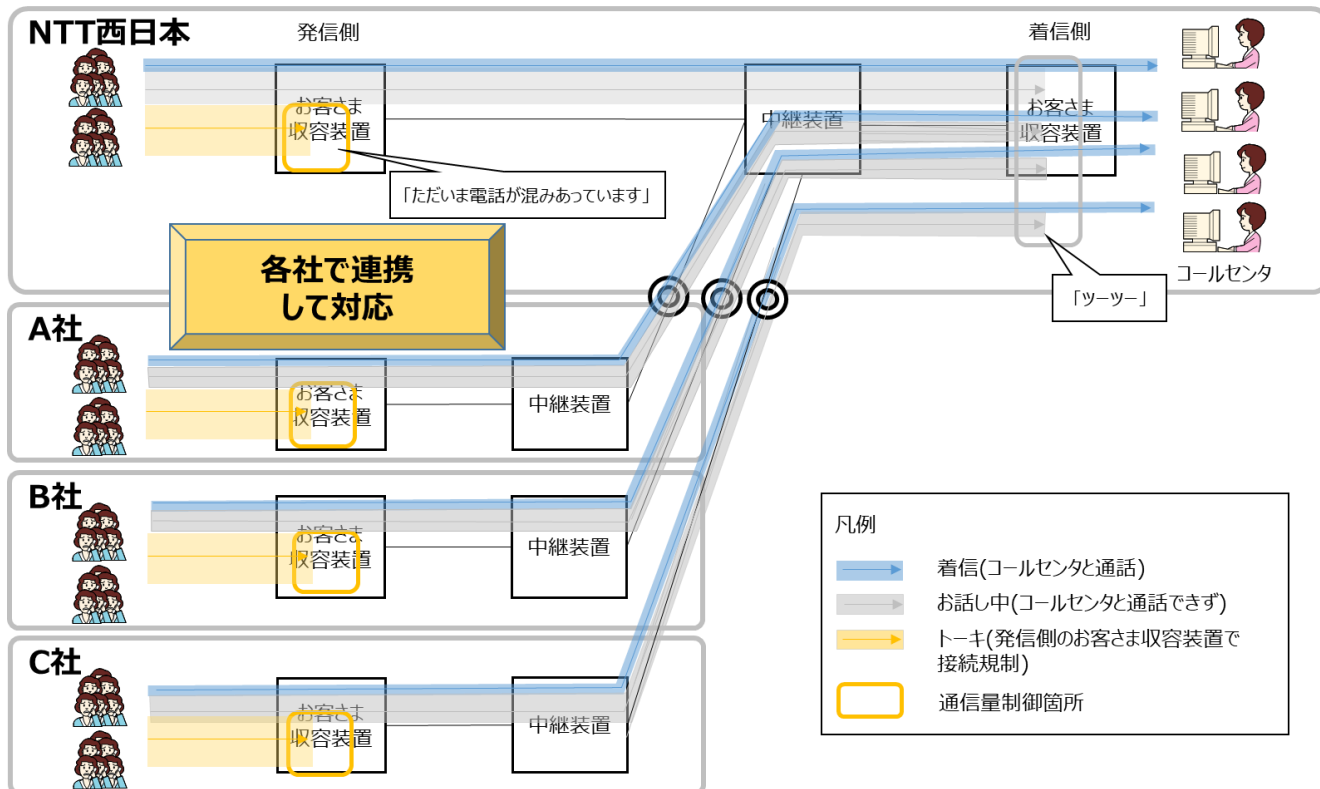 NTT西日本
発信側
着信側
お客さま
収容装置
中継装置
お客さま
収容装置
「ただいま電話が混みあっています」
コールセンタ
「ツーツー」
各社で連携
して対応
A社
お客さま
収容装置
中継装置
B社
お客さま
収容装置
中継装置
C社
お客さま
収容装置
中継装置
凡例
着信(コールセンタと通話)
お話し中(コールセンタと通話できず)
トーキ(発信側のお客さま収容装置で
接続規制)
通信量制御箇所